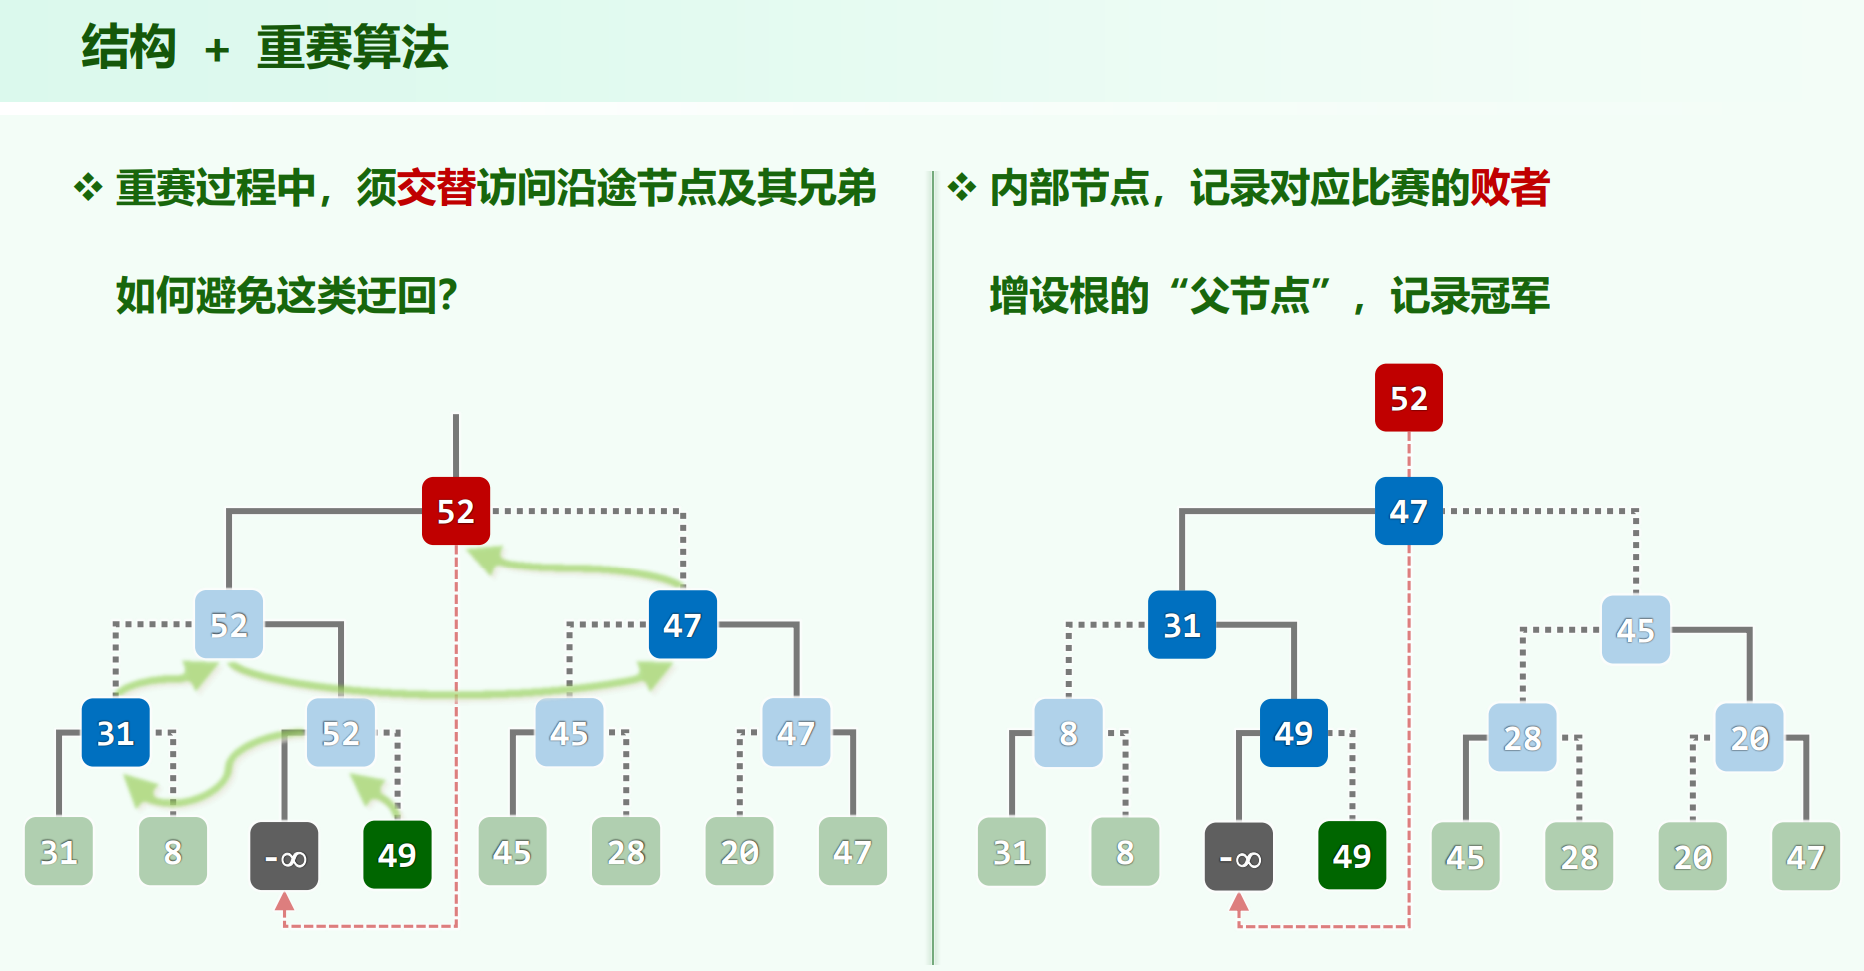 结构 + 重赛算法
❖ 重赛过程中，须交替访问沿途节点及其兄弟
如何避免这类迂回？
❖ 内部节点，记录对应比赛的败者
增设根的“父节点”，记录冠军
52
52 47
31 52 45 47
31 8 -∞ 49 45 28 20 47
52
47
31 45
8 49 28 20
31 8 -∞ 49 45 28 20 47